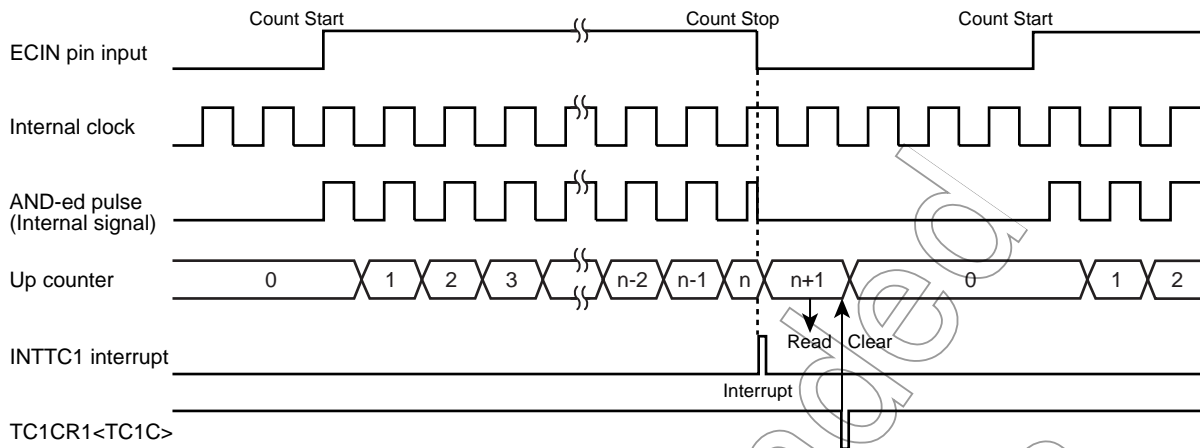 Count Start Count Stop Count Start
ECIN pin input
Internal clock
AND-ed pulse
(Internal signal)
Up counter 0 1 2 3 n-2 n-1 n n+1 0 1 2
Read Clear
INTTC1 interrupt
Interrupt
TC1CR1<TC1C>